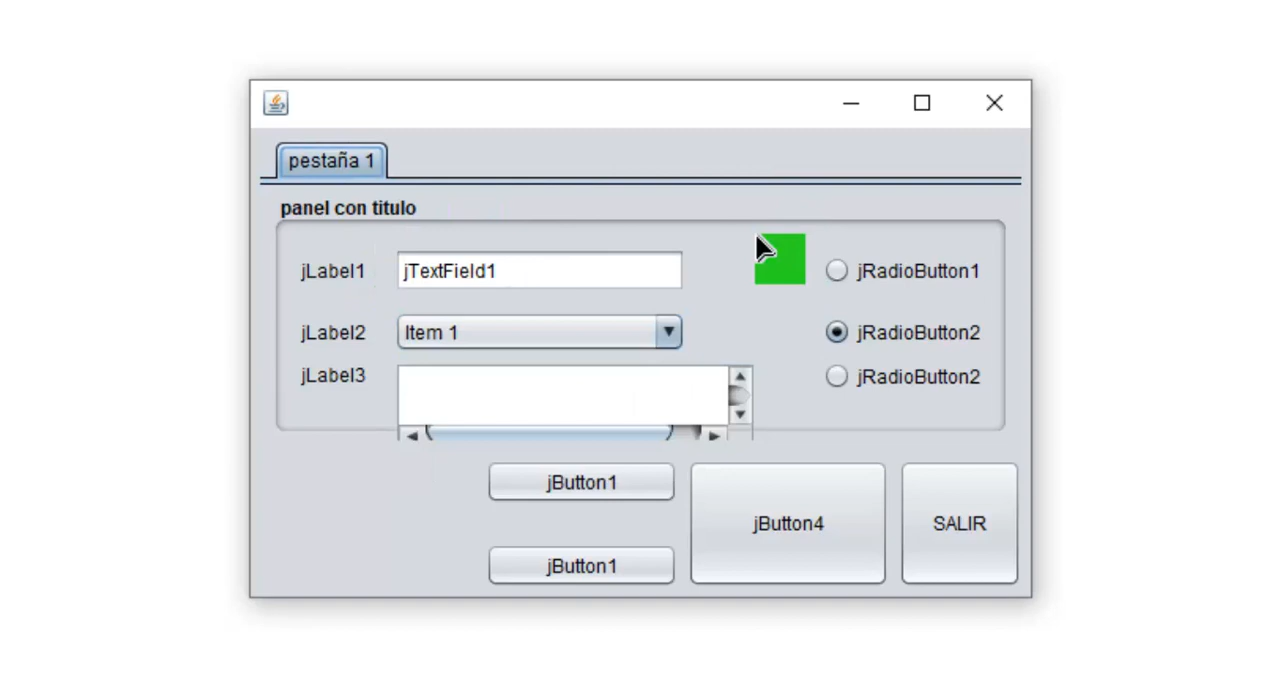 pestaña 1
panel con titulo
jLabel1 jTextField1 jRadioButton1
jLabel2 Item 1 jRadioButton2
jLabel3 jRadioButton2
jButton1
jButton4 SALIR
jButton1